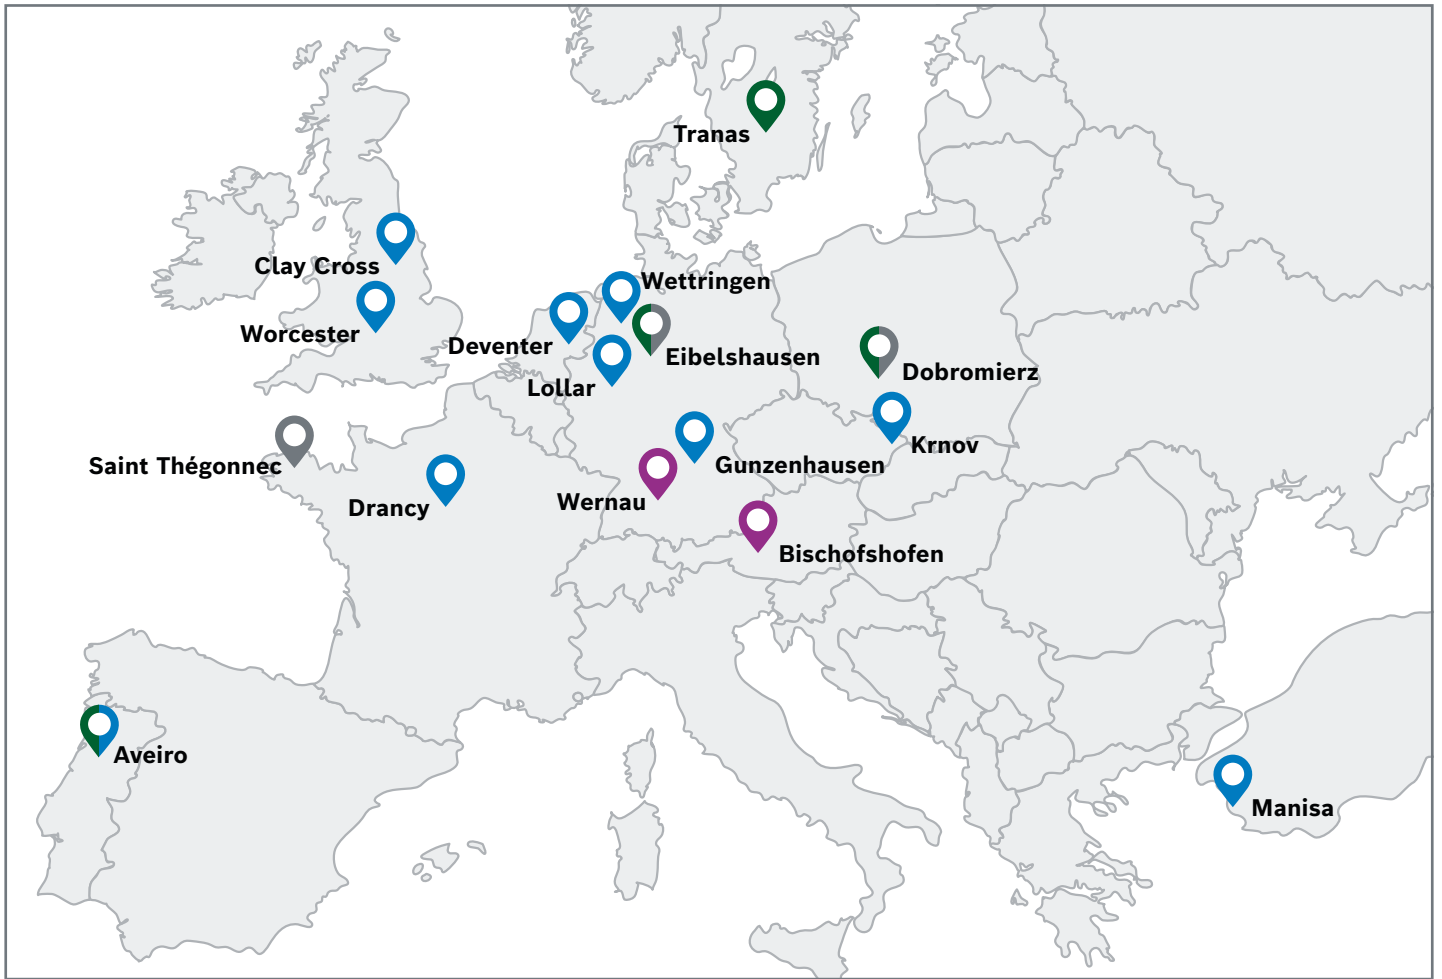 Tranas
Clay Cross
Wettringen
Worcester
Deventer
Eibelshausen
Dobromierz
Lollar
Krnov
Saint Thégonnec
Gunzenhausen
Wernau
Drancy
Bischofshofen
Aveiro
Manisa